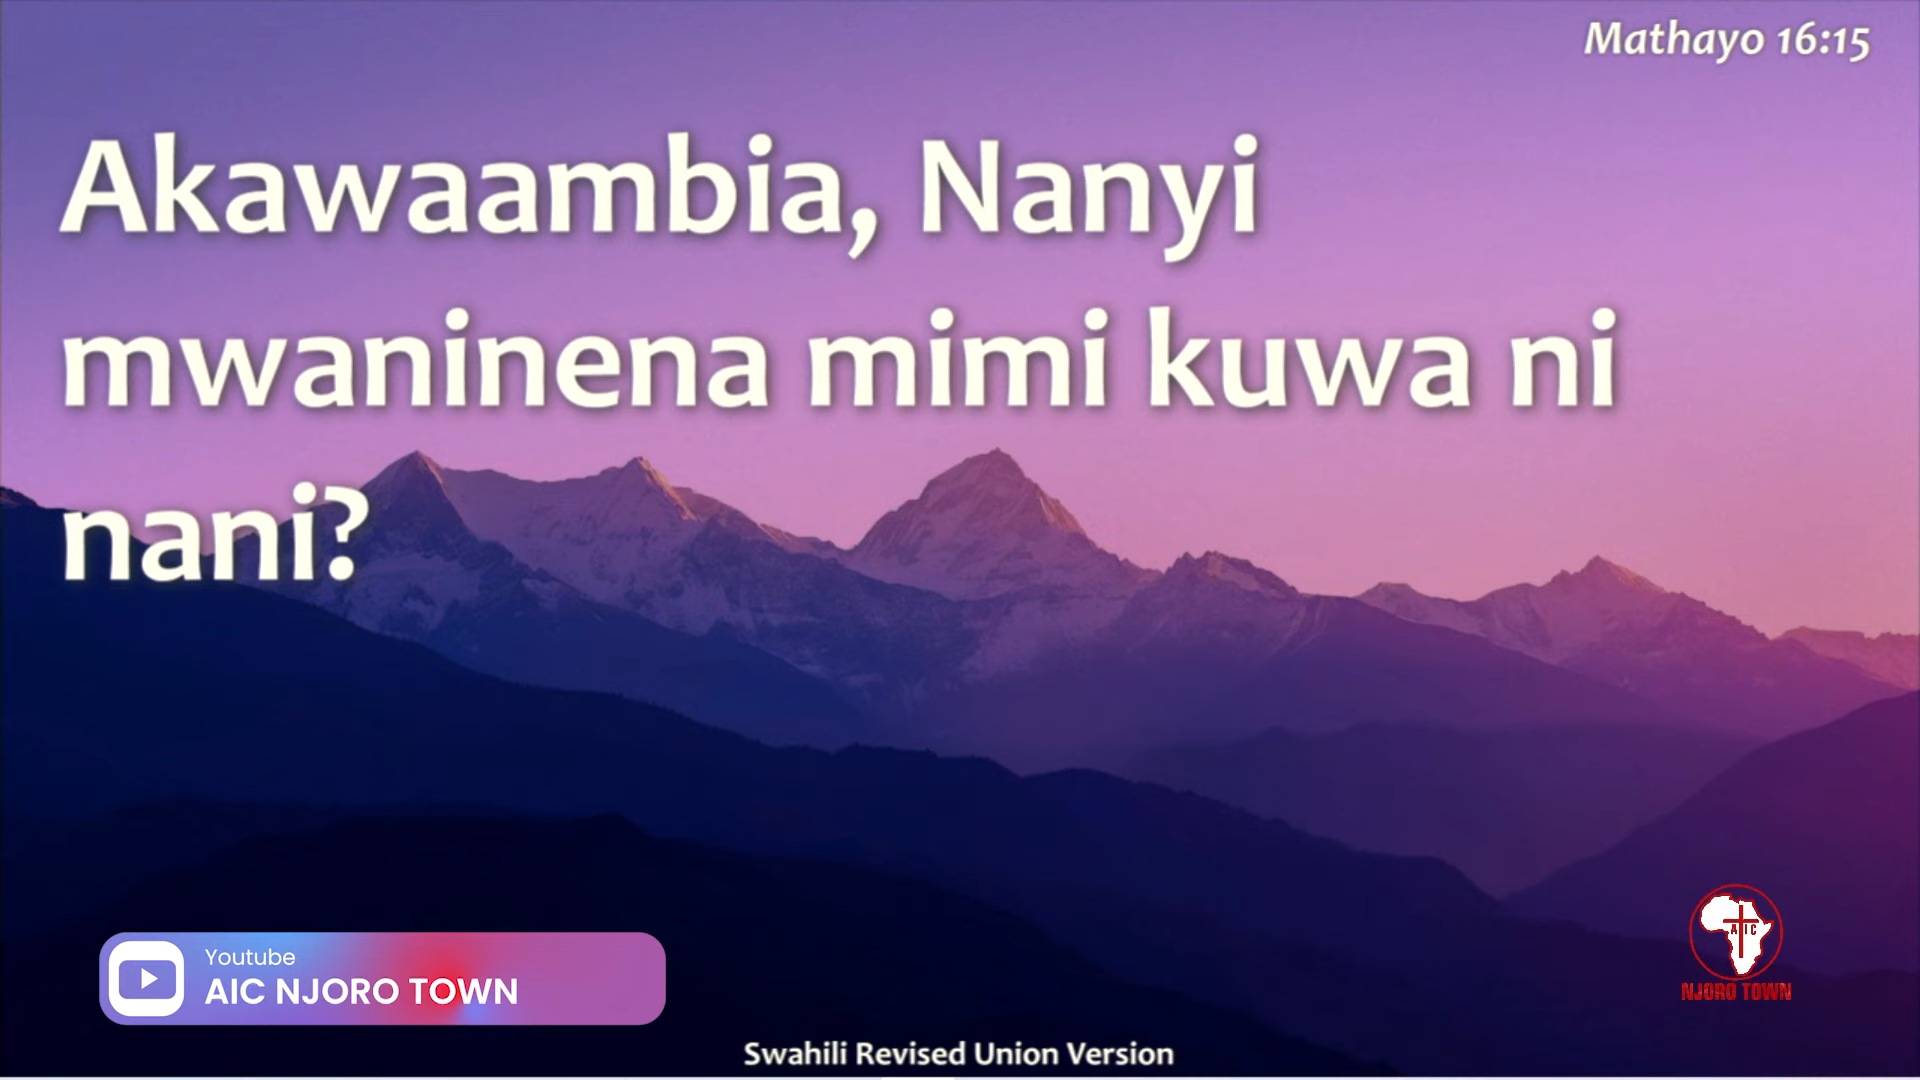 Mathayo 16:15
Akawaambia, Nanyi
mwaninena mimi kuwa ni
nani?
Youtube
AIC NJORO TOWN
AIC
NJORO TOWN
Swahili Revised Union Version